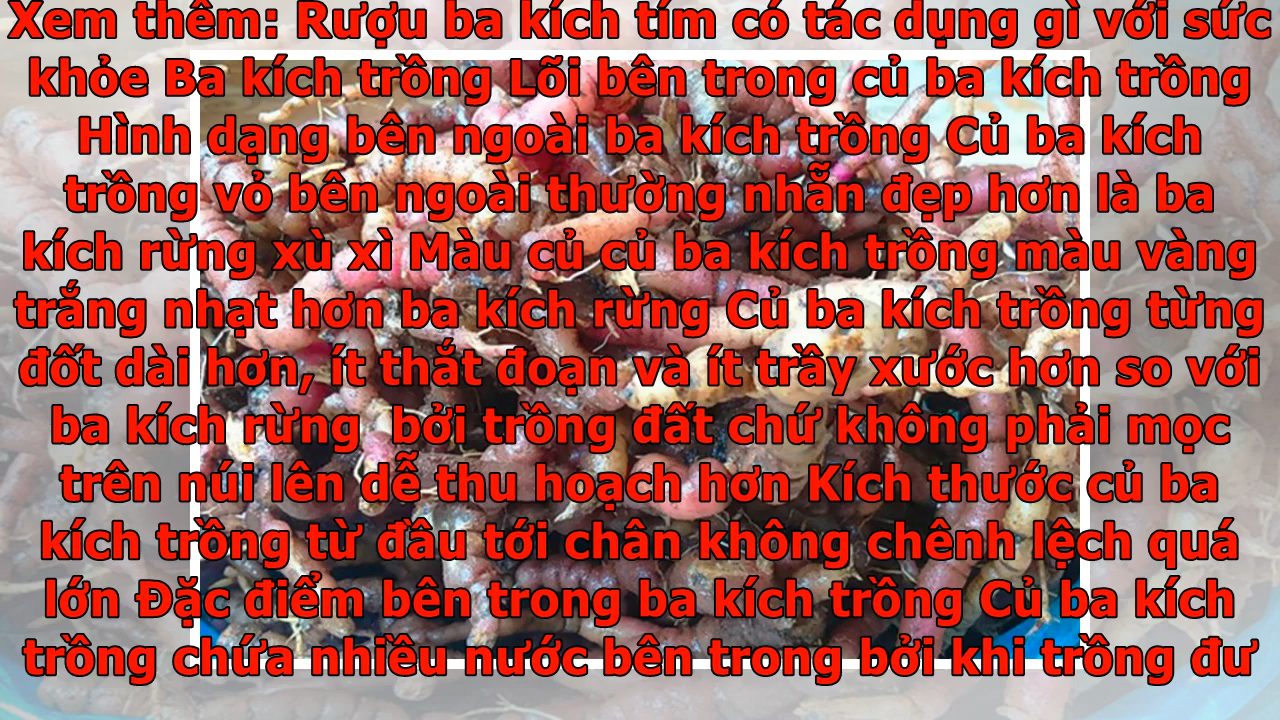 Xem thêm: Rượu ba kích tím có tác dụng gì với sức
khỏe Ba kích trồng Lõi bên trong củ ba kích trồng
Hình dạng bên ngoài ba kích trồng Củ ba kích
trồng vỏ bên ngoài thường nhẵn đẹp hơn là ba
kích rừng xù xì Màu củ củ ba kích trồng màu vàng
trắng nhạt hơn ba kích rừng Củ ba kích trồng từng
đốt dài hơn, ít thắt đoạn và ít trầy xước hơn so với
ba kích rừng  bởi trồng đất chứ không phải mọc
trên núi lên dễ thu hoạch hơn Kích thước củ ba
kích trồng từ đầu tới chân không chênh lệch quá
lớn Đặc điểm bên trong ba kích trồng Củ ba kích
trồng chứa nhiều nước bên trong bởi khi trồng đư